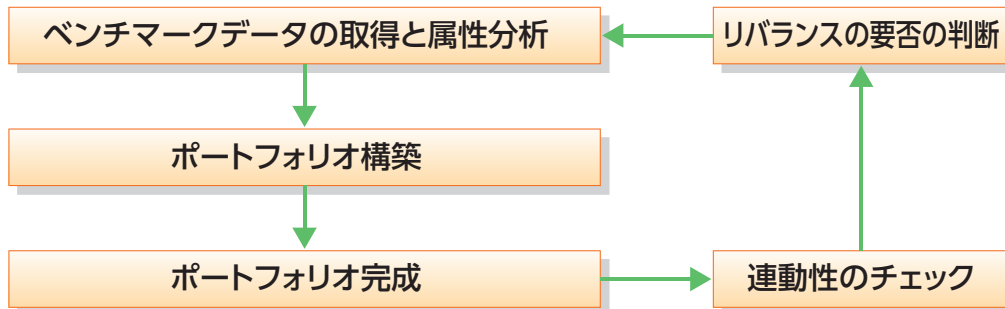 ベンチマークデータの取得と属性分析
リバランスの要否の判断
ポートフォリオ構築
ポートフォリオ完成
連動性のチェック